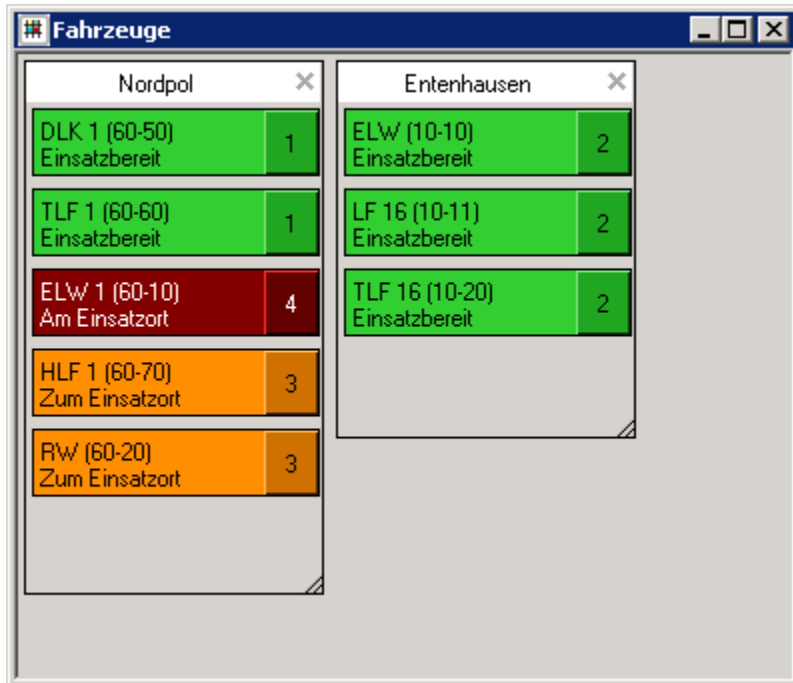 Fahrzeuge
Nordpol
DLK 1 (60-50)
Einsatzbereit
1
TLF 1 (60-60)
Einsatzbereit
1
ELW 1 (60-10)
Am Einsatzort
4
HLF 1 (60-70)
Zum Einsatzort
3
RW (60-20)
Zum Einsatzort
3
Entenhausen
ELW (10-10)
Einsatzbereit
2
LF 16 (10-11)
Einsatzbereit
2
TLF 16 (10-20)
Einsatzbereit
2